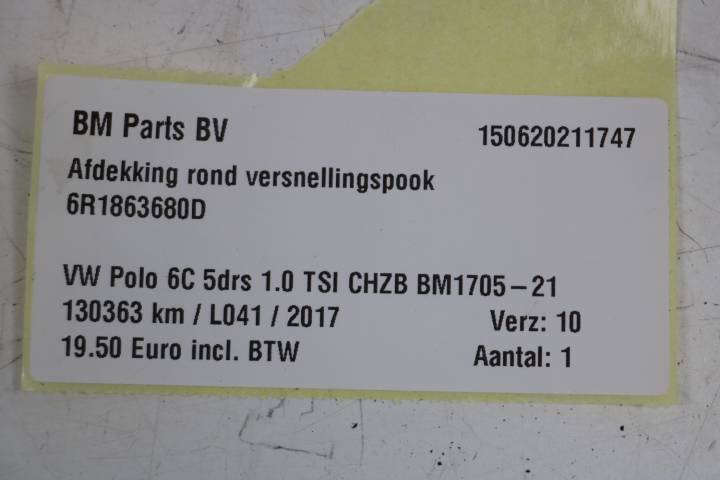 BM Parts BV 150620211747
Afdekking rond versnellingspook
6R1863680D
VW Polo 6C 5drs 1.0 TSI CHZB BM1705-21
130363 km / L041 / 2017 Verz: 10
19.50 Euro incl. BTW Aantal: 1